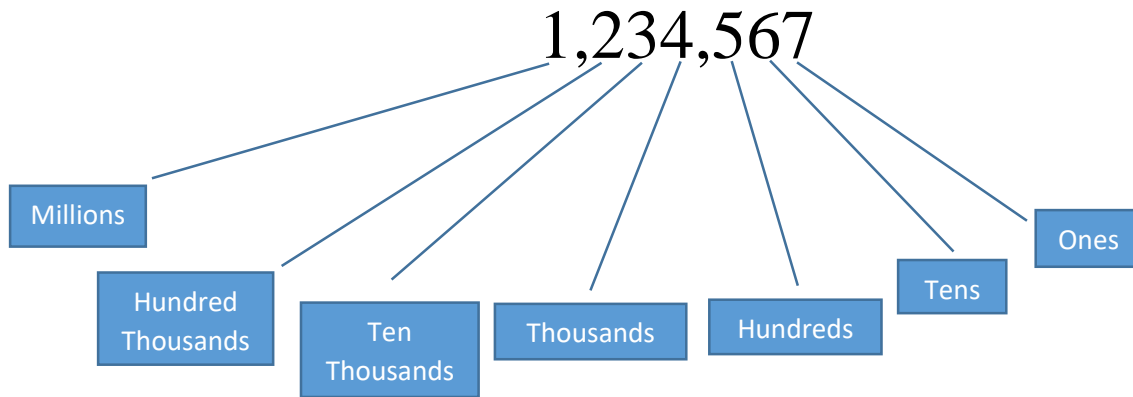 1,234,567
Millions
Hundred
Thousands
Ten
Thousands
Thousands
Hundreds
Tens
Ones